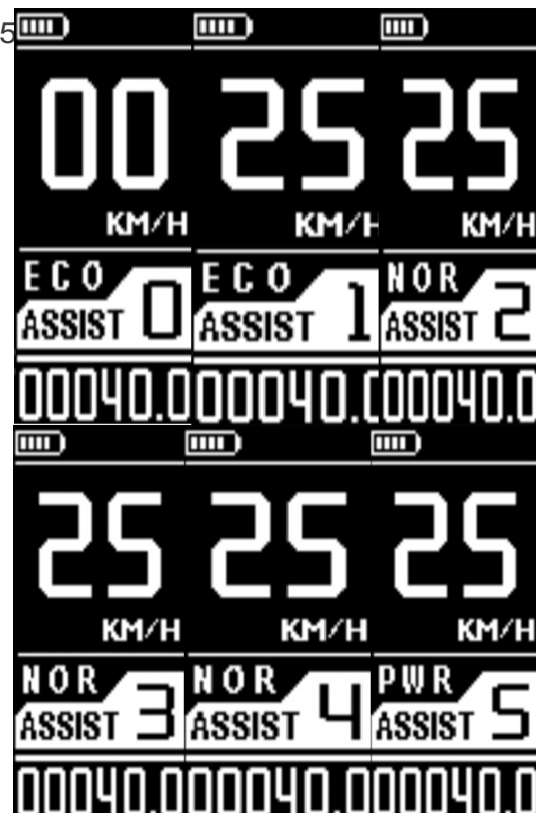 5
00 25 25
KM/H KM/H KM/H
ECO ECO NOR
ASSIST 0 ASSIST 1 ASSIST 2
00040.0 00040.0 00040.0
25 25 25
KM/H KM/H KM/H
NOR NOR PWR
ASSIST 3 ASSIST 4 ASSIST 5
00040.0 00040.0 00040.0